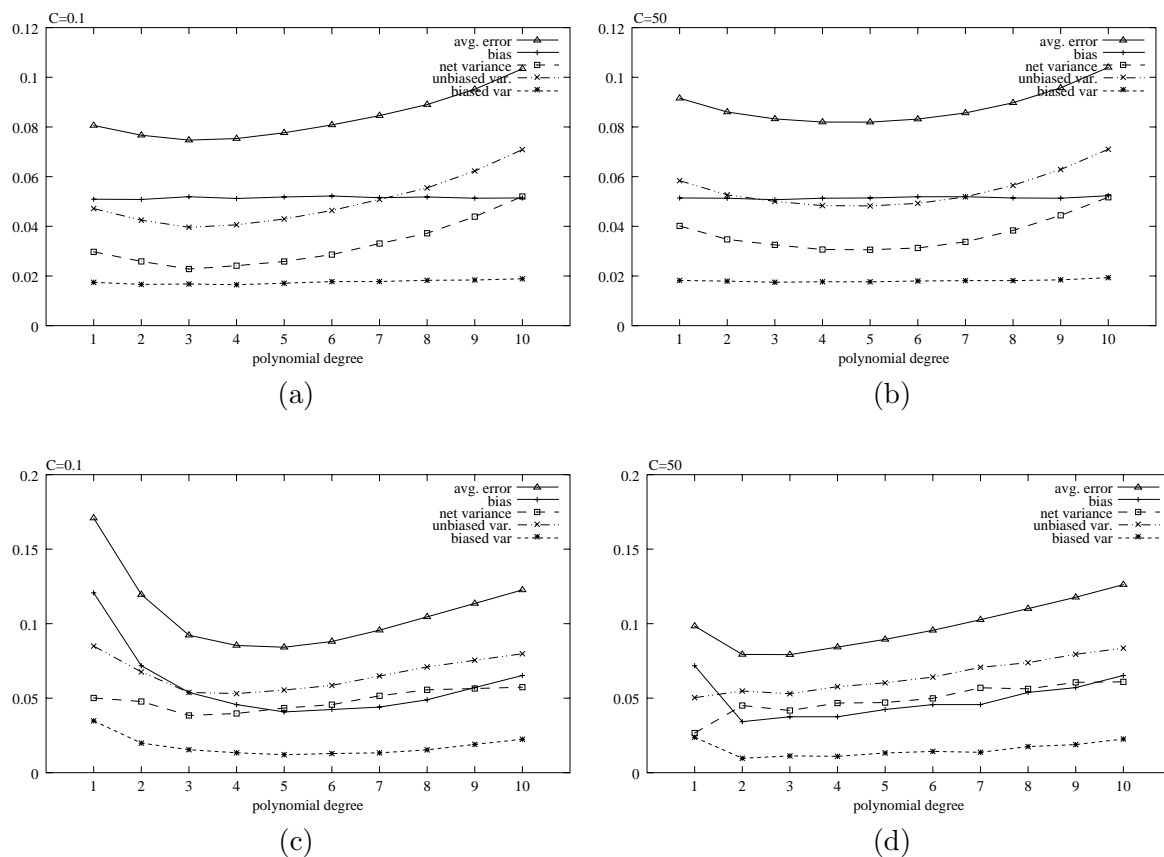 C=0.1
0.12
0.1
0.08
0.06
0.04
0.02
0
avg. error
bias
net variance
unbiased var.
biased var
1 2 3 4 5 6 7 8 9 10
polynomial degree
(a)
C=50
0.12
0.1
0.08
0.06
0.04
0.02
0
avg. error
bias
net variance
unbiased var.
biased var
1 2 3 4 5 6 7 8 9 10
polynomial degree
(b)
C=0.1
0.2
0.15
0.1
0.05
0
avg. error
bias
net variance
unbiased var.
biased var
1 2 3 4 5 6 7 8 9 10
polynomial degree
(c)
C=50
0.2
0.15
0.1
0.05
0
avg. error
bias
net variance
unbiased var.
biased var
1 2 3 4 5 6 7 8 9 10
polynomial degree
(d)